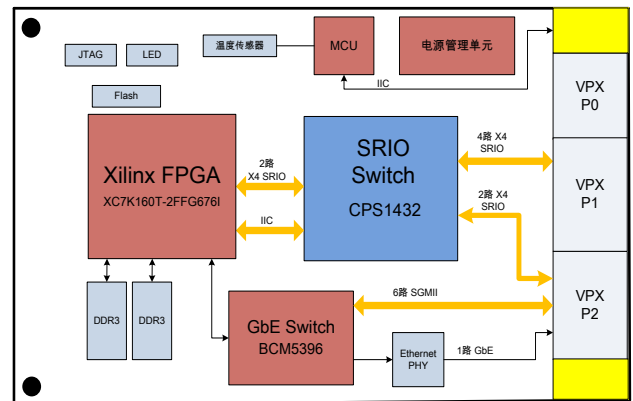 JTAG
LED
温度传感器
MCU
电源管理单元
IIC
Flash
VPX
P0
Xilinx FPGA
XC7K160T-2FFG676I
2路
X4 SRIO
IIC
SRIO
Switch
CPS1432
4路 X4
SRIO
2路 X4
SRIO
VPX
P1
DDR3
DDR3
GbE Switch
BCM5396
6路 SGMII
Ethernet
PHY
1路 GbE
VPX
P2